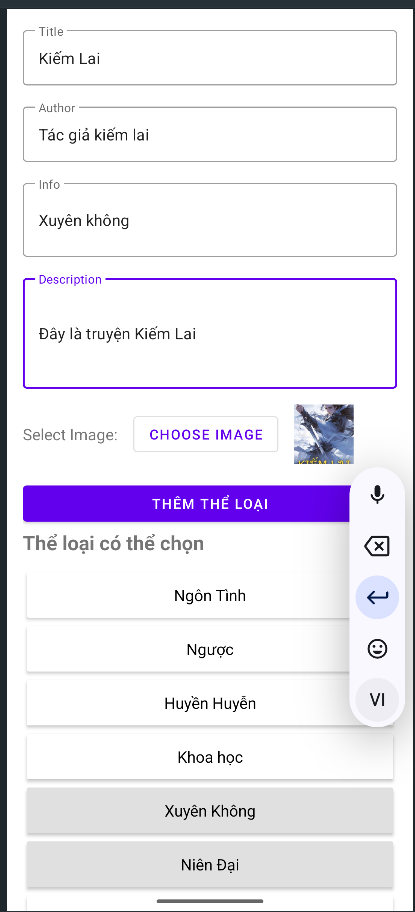 Title
Kiếm Lai
Author
Tác giả kiếm lai
Info
Xuyên không
Description
Đây là truyện Kiếm Lai
Select Image: CHOOSE IMAGE
KIẾM LAI
THÊM THỂ LOẠI
Thể loại có thể chọn
Ngôn Tình
Ngược
Huyền Huyễn
Khoa học
VI
Xuyên Không
Niên Đại